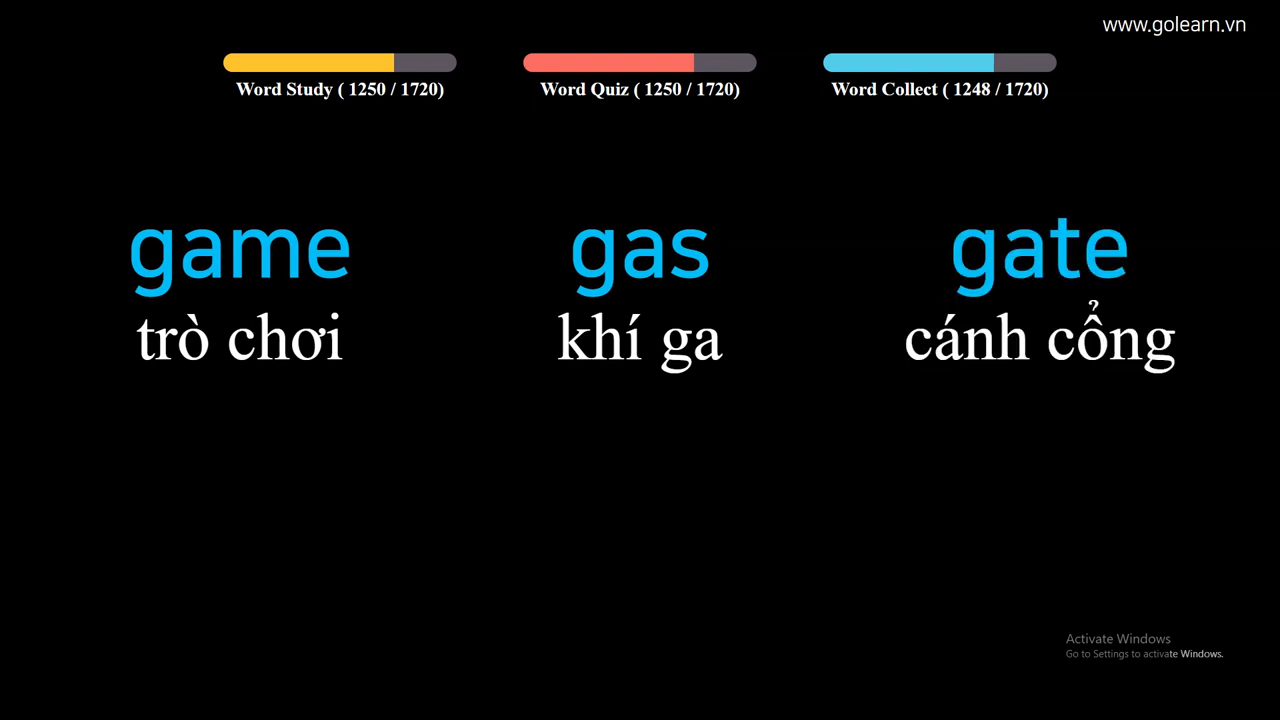 www.golearn.vn
Word Study ( 1250 / 1720)
Word Quiz ( 1250 / 1720)
Word Collect ( 1248 / 1720)
game
gas
gate
trò chơi
khí ga
cánh cổng
Activate Windows
Go to Settings to activate Windows.